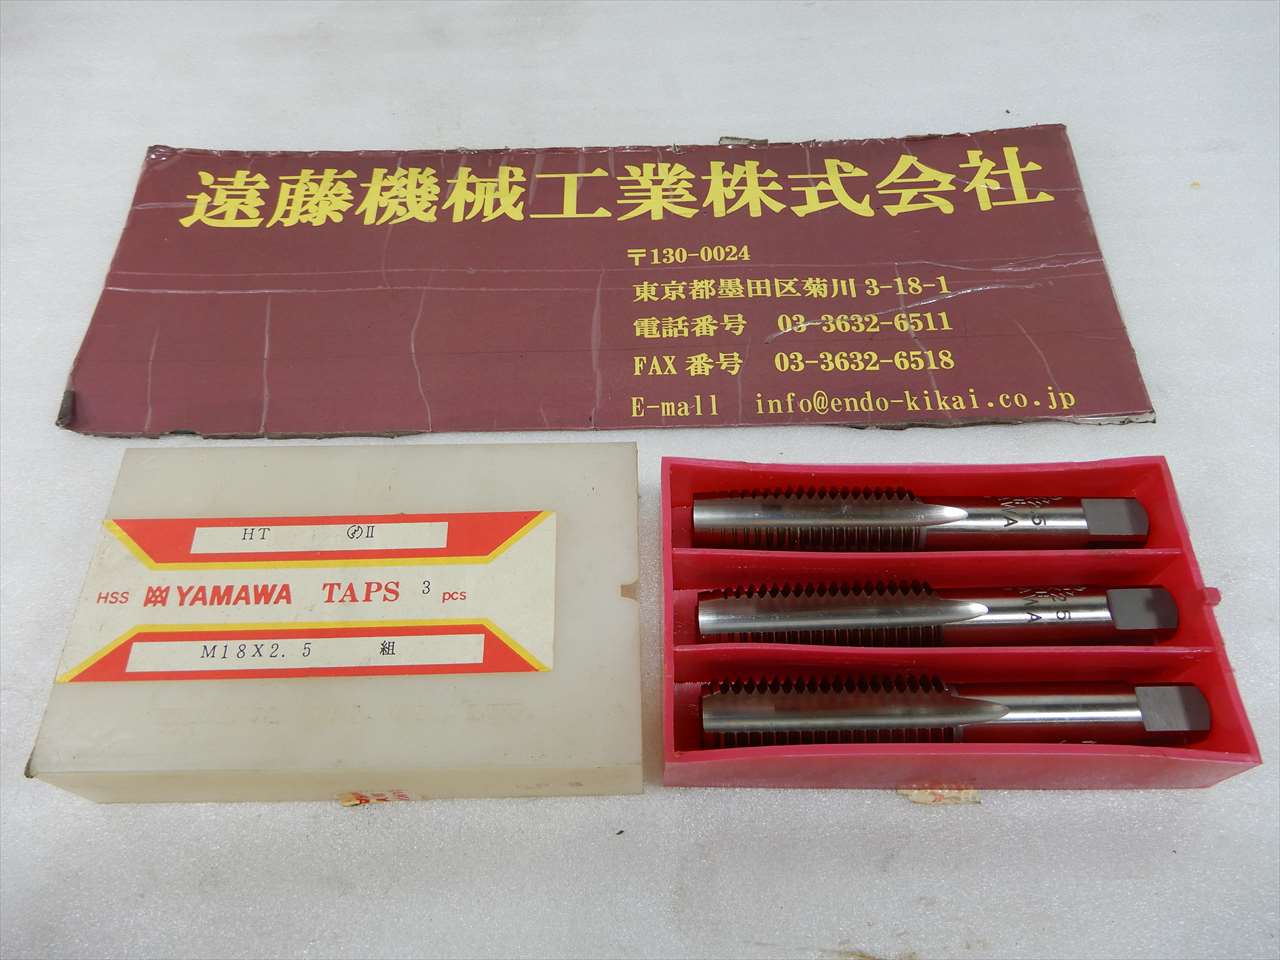 遠藤機械工業株式会社
〒130-0024
東京都墨田区菊川 3-18-1
電話番号 03-3632-6511
FAX 番号 03-3632-6518
E-mall info@endo-kikai.co.jp
HT II
HSS YAMAWA TAPS 3 pcs
M18X2.5 組